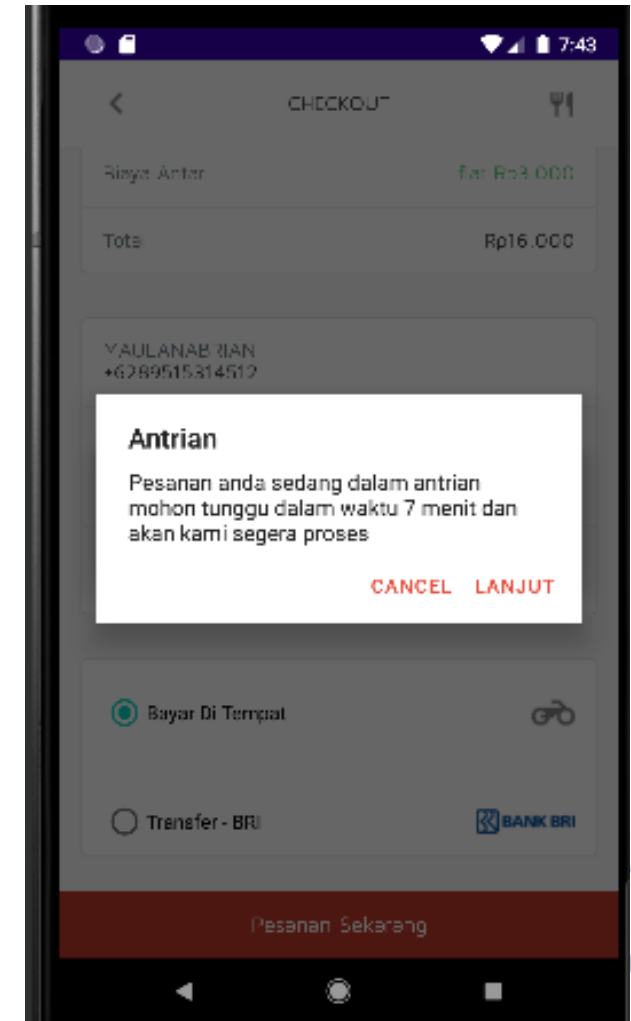 7:43
CHECKOUT
Biaya Antar
flat Rp3.000
Total
Rp16.000
MAULANABRIAN
+6289515314512
Antrian
Pesanan anda sedang dalam antrian
mohon tunggu dalam waktu 7 menit dan
akan kami segera proses
CANCEL LANJUT
Bayar Di Tempat
Transfer - BRI
BANK BRI
Pesanan Sekarang